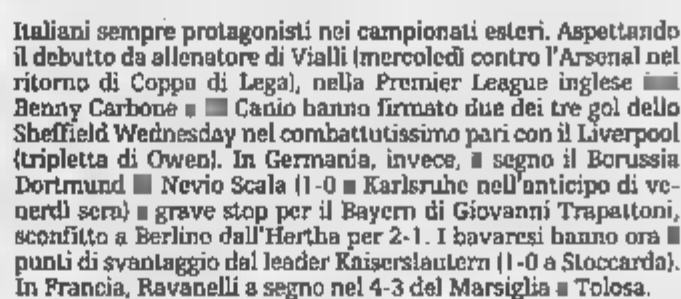 Italiani sempre protagonisti nei campionati esteri. Aspettando
il debutto da allenatore di Vialli (mercoledì contro l'Arsenal nel
ritorno di Coppa di Lega), nella Premier League inglese
Benny Carbone Canio hanno firmato due dei tre gol dello
Sheffield Wednesday nel combattutissimo pari con il Liverpool
(tripletta di Owen). In Germania, invece, segno il Borussia
Dortmund Nevio Scala (1-0 Karlsruhe nell'anticipo di ve-
nerdì sera) grave stop per il Bayern di Giovanni Trapattoni,
sconfitto a Berlino dall'Hertha per 2-1. I bavaresi hanno ora
punti di svantaggio dal leader Kaiserslautern (1-0 a Stoccarda).
In Francia, Ravanelli a segno nel 4-3 del Marsiglia Tolosa.